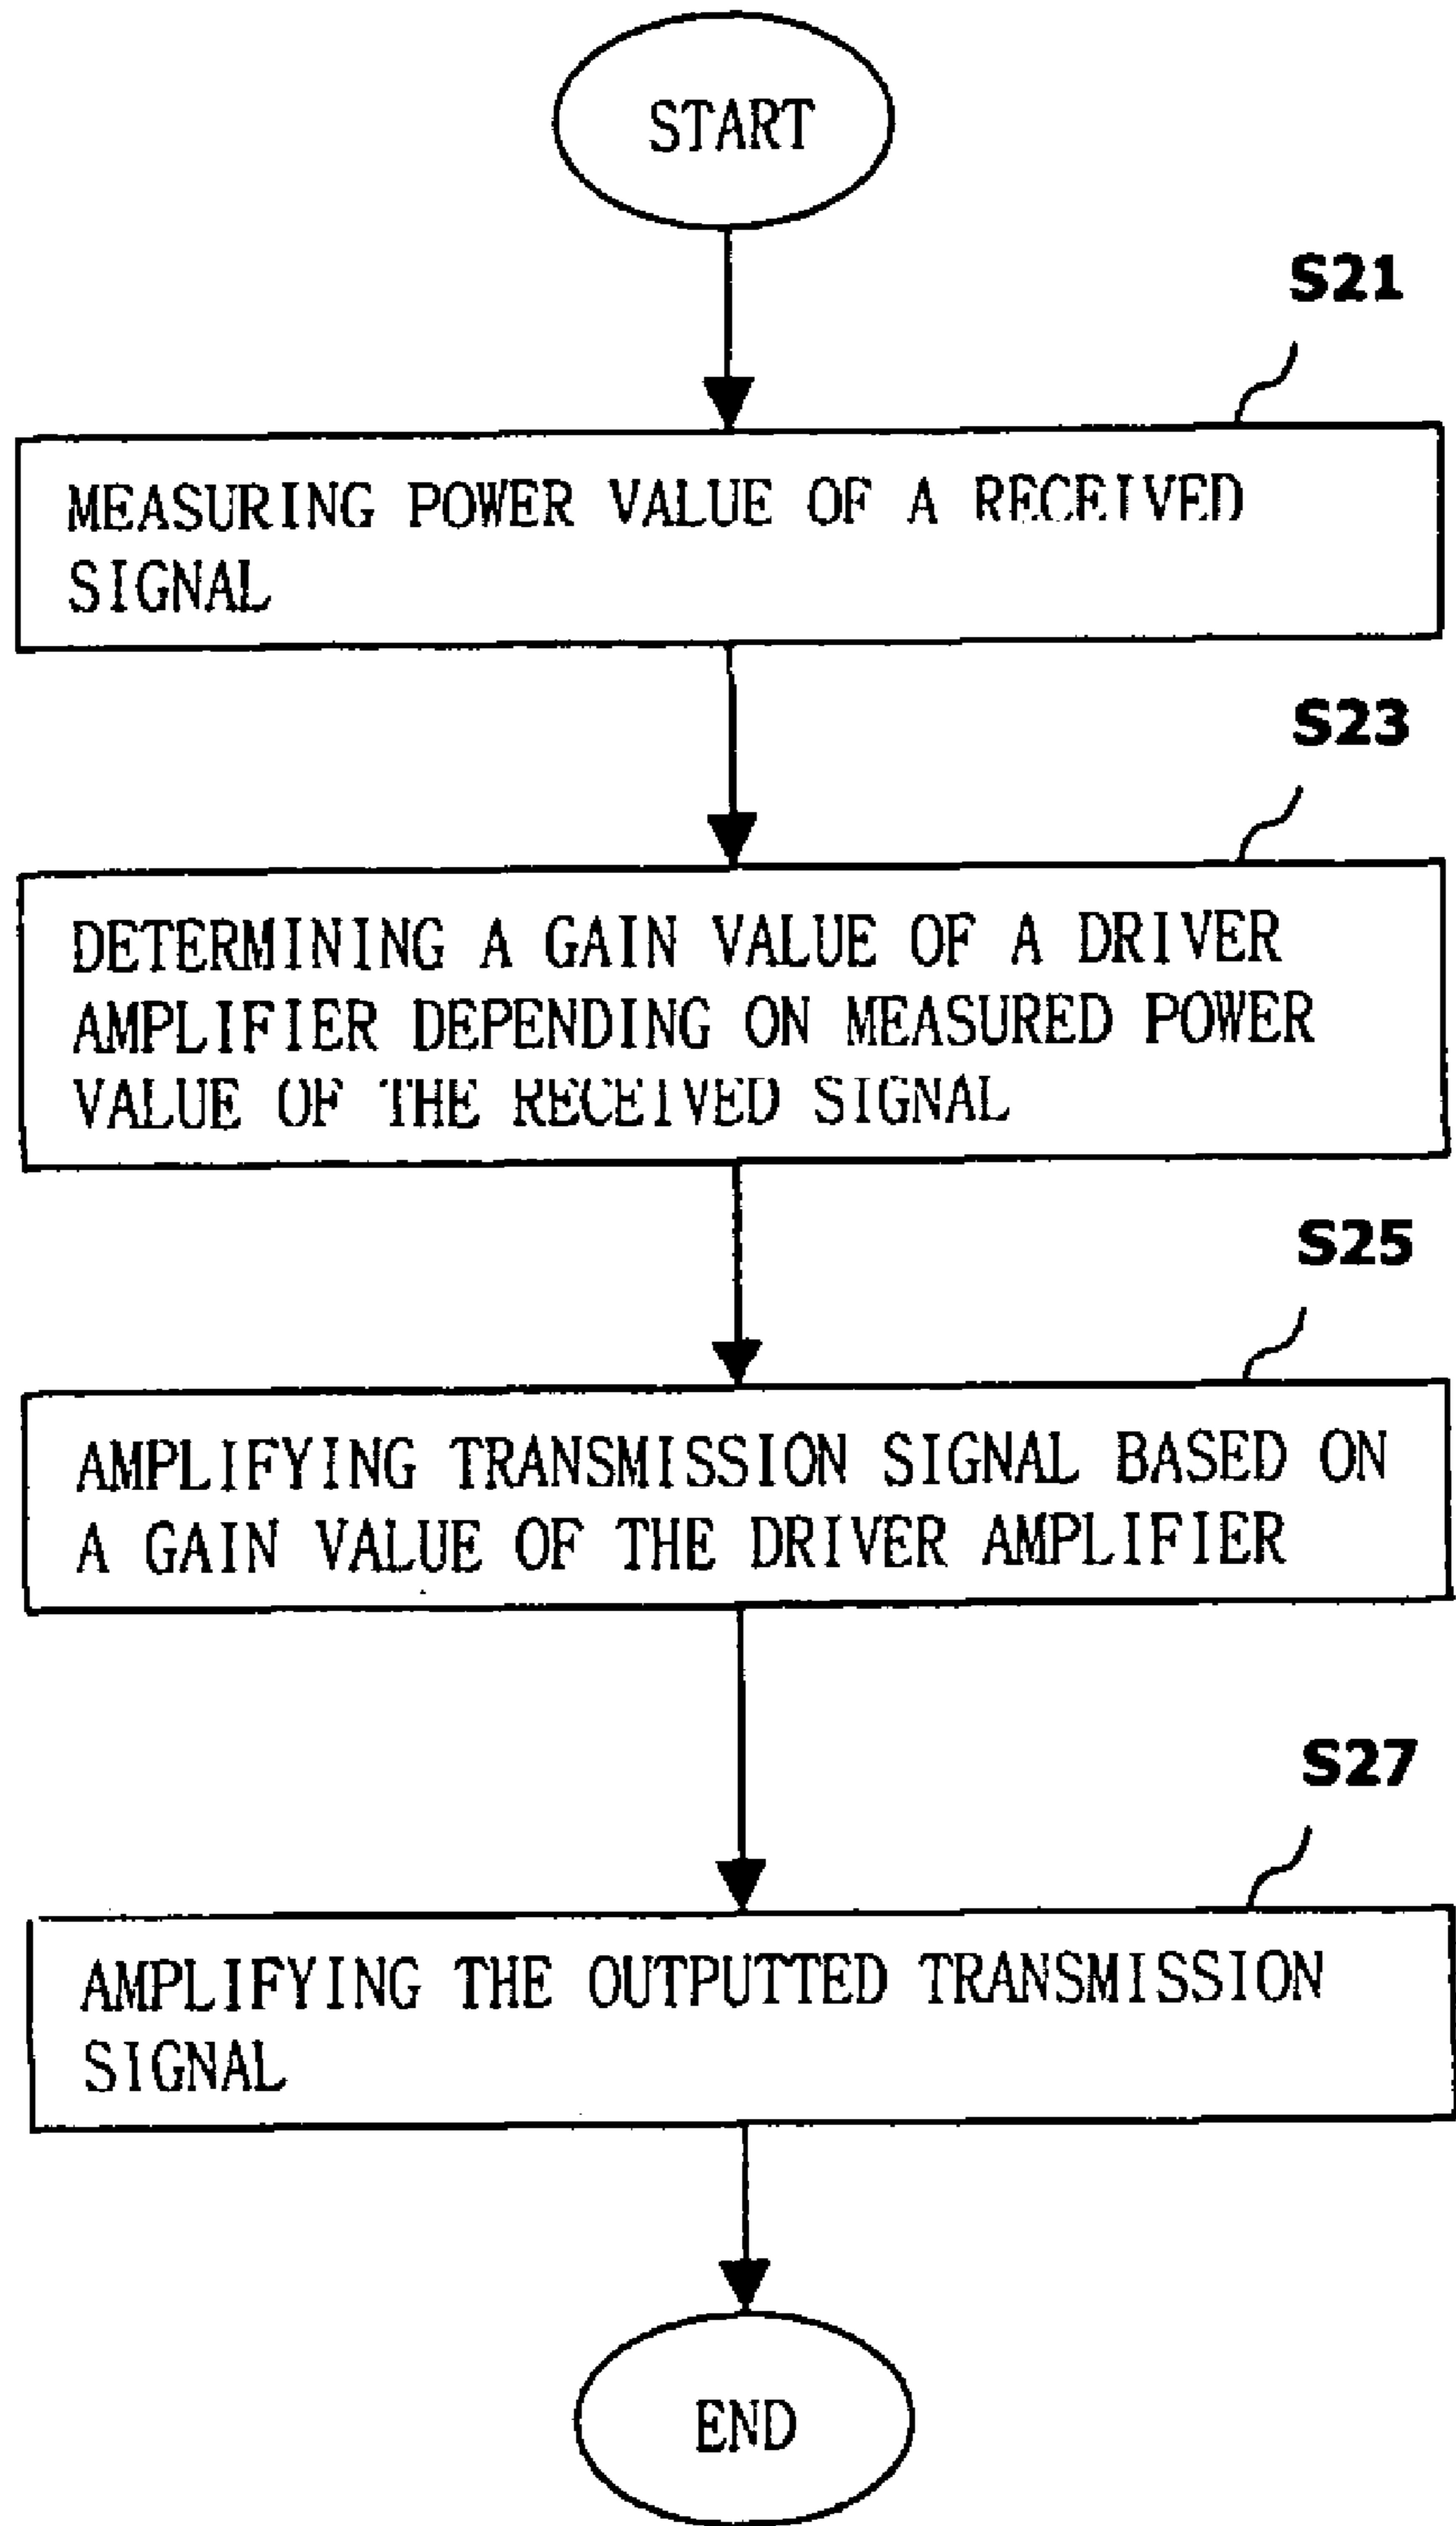 START
S21
MEASURING POWER VALUE OF A RECEIVED
SIGNAL
S23
DETERMINING A GAIN VALUE OF A DRIVER
AMPLIFIER DEPENDING ON MEASURED POWER
VALUE OF THE RECEIVED SIGNAL
S25
AMPLIFYING TRANSMISSION SIGNAL BASED ON
A GAIN VALUE OF THE DRIVER AMPLIFIER
S27
AMPLIFYING THE OUTPUTTED TRANSMISSION
SIGNAL
END